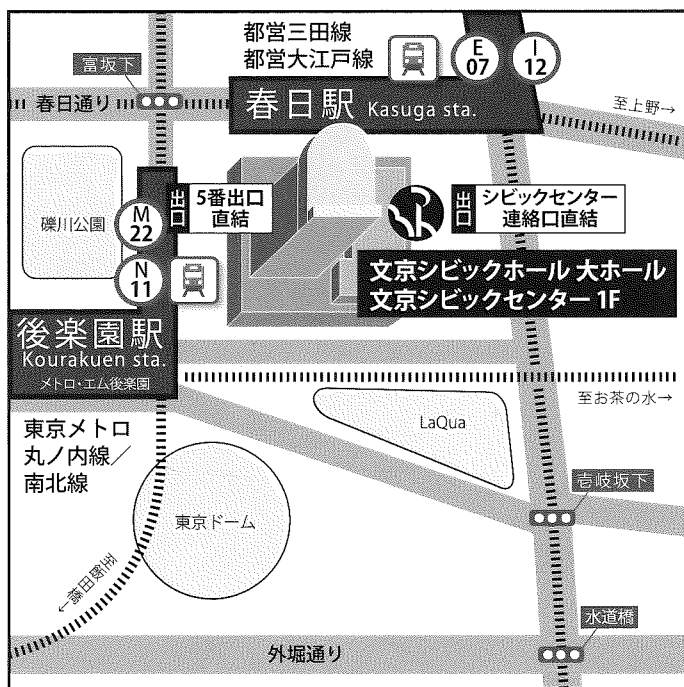 都営三田線
都営大江戸線
E
07
I
12
富坂下
春日通り
春日駅 Kasuga sta.
至上野→
礫川公園
M
22
出口
5番出口
直結
出口
シビックセンター
連絡口直結
N
11
文京シビックホール 大ホール
文京シビックセンター 1F
後楽園駅
Kourakuen sta.
メトロ・エム後楽園
至お茶の水→
東京メトロ
丸ノ内線／
南北線
LaQua
東京ドーム
壱岐坂下
至飯田橋→
水道橋
外堀通り